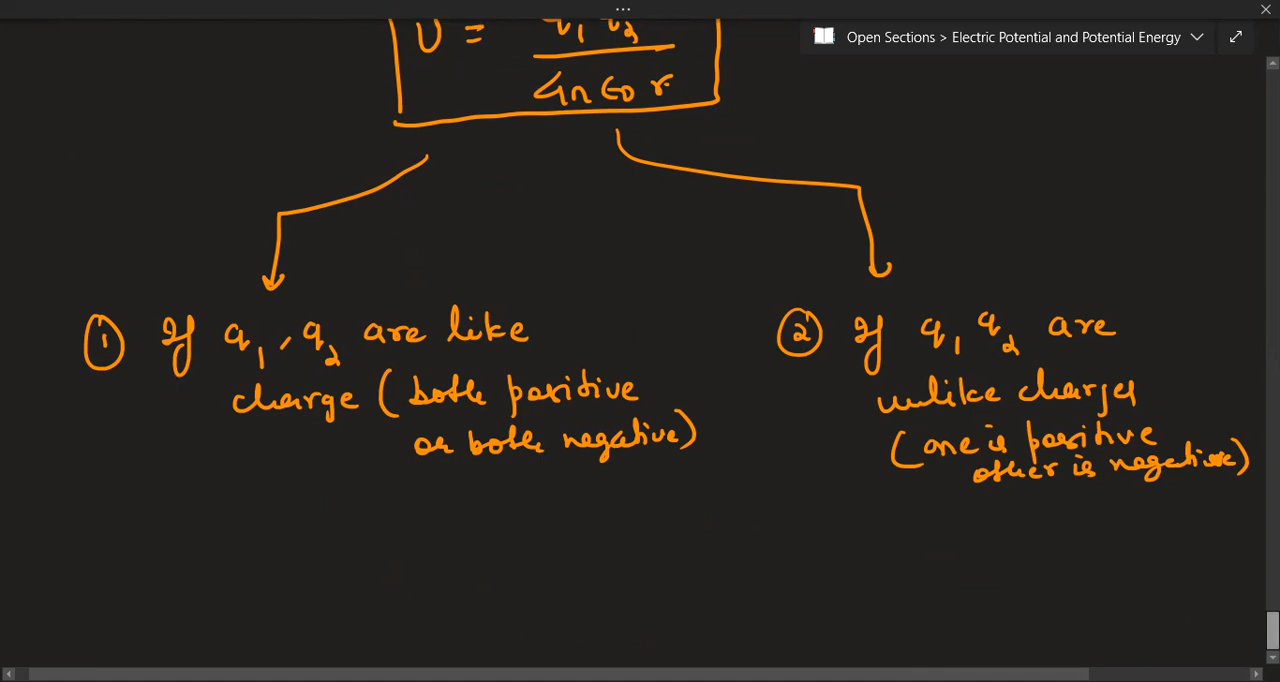 ...
Open Sections > Electric Potential and Potential Energy
U = q1 q2
4π ε0 r
① If q1, q2 are like
charge (both positive
or both negative)
② If q1 q2 are
unlike charges
(one is positive
other is negative)